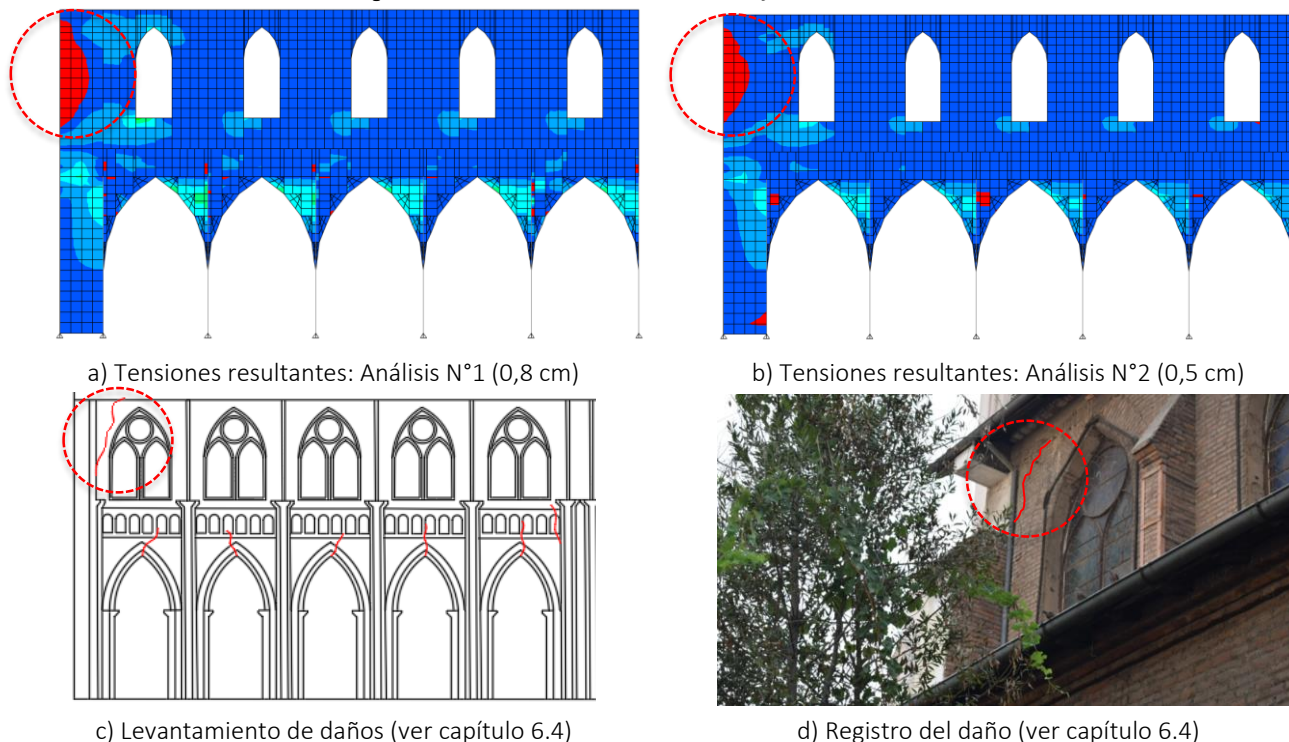 a) Tensiones resultantes: Análisis N°1 (0,8 cm)
b) Tensiones resultantes: Análisis N°2 (0,5 cm)
c) Levantamiento de daños (ver capítulo 6.4)
d) Registro del daño (ver capítulo 6.4)